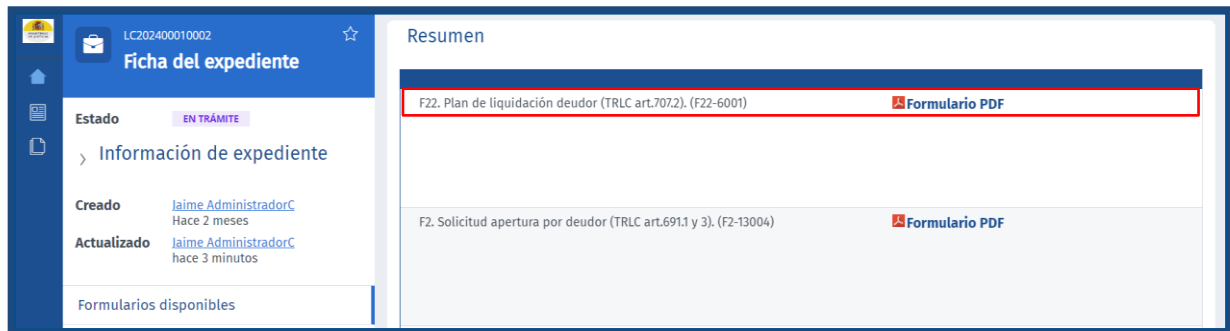 LC202400010002
Ficha del expediente
Estado
EN TRÁMITE
Información de expediente
Creado
Jaime AdministradorC
Hace 2 meses
Actualizado
Jaime AdministradorC
hace 3 minutos
Formularios disponibles
Resumen
F22. Plan de liquidación deudor (TRLC art.707.2). (F22-6001)
Formulario PDF
F2. Solicitud apertura por deudor (TRLC art.691.1 y 3). (F2-13004)
Formulario PDF